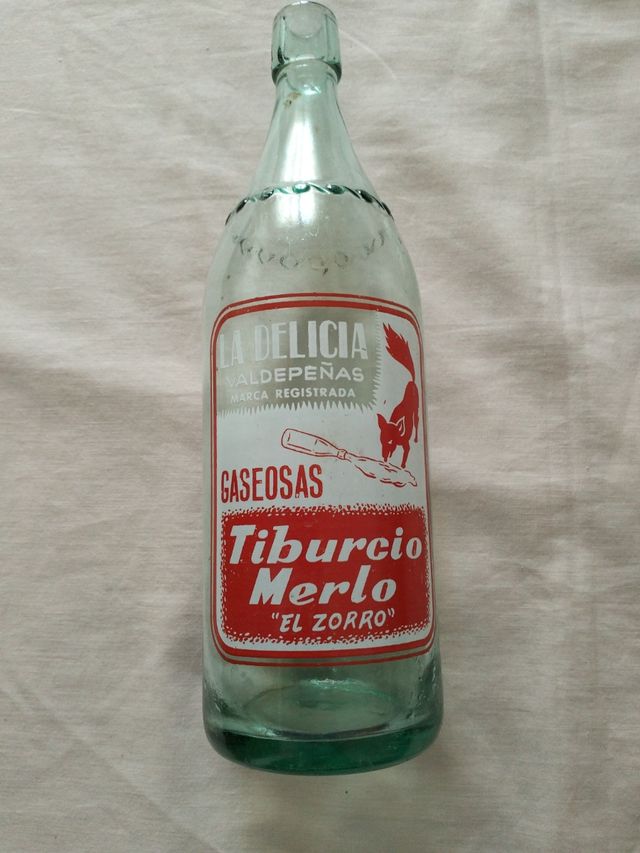 LA DELICIA
VALDEPEÑAS
MARCA REGISTRADA
GASEOSAS
Tiburcio
Merlo
"EL ZORRO"